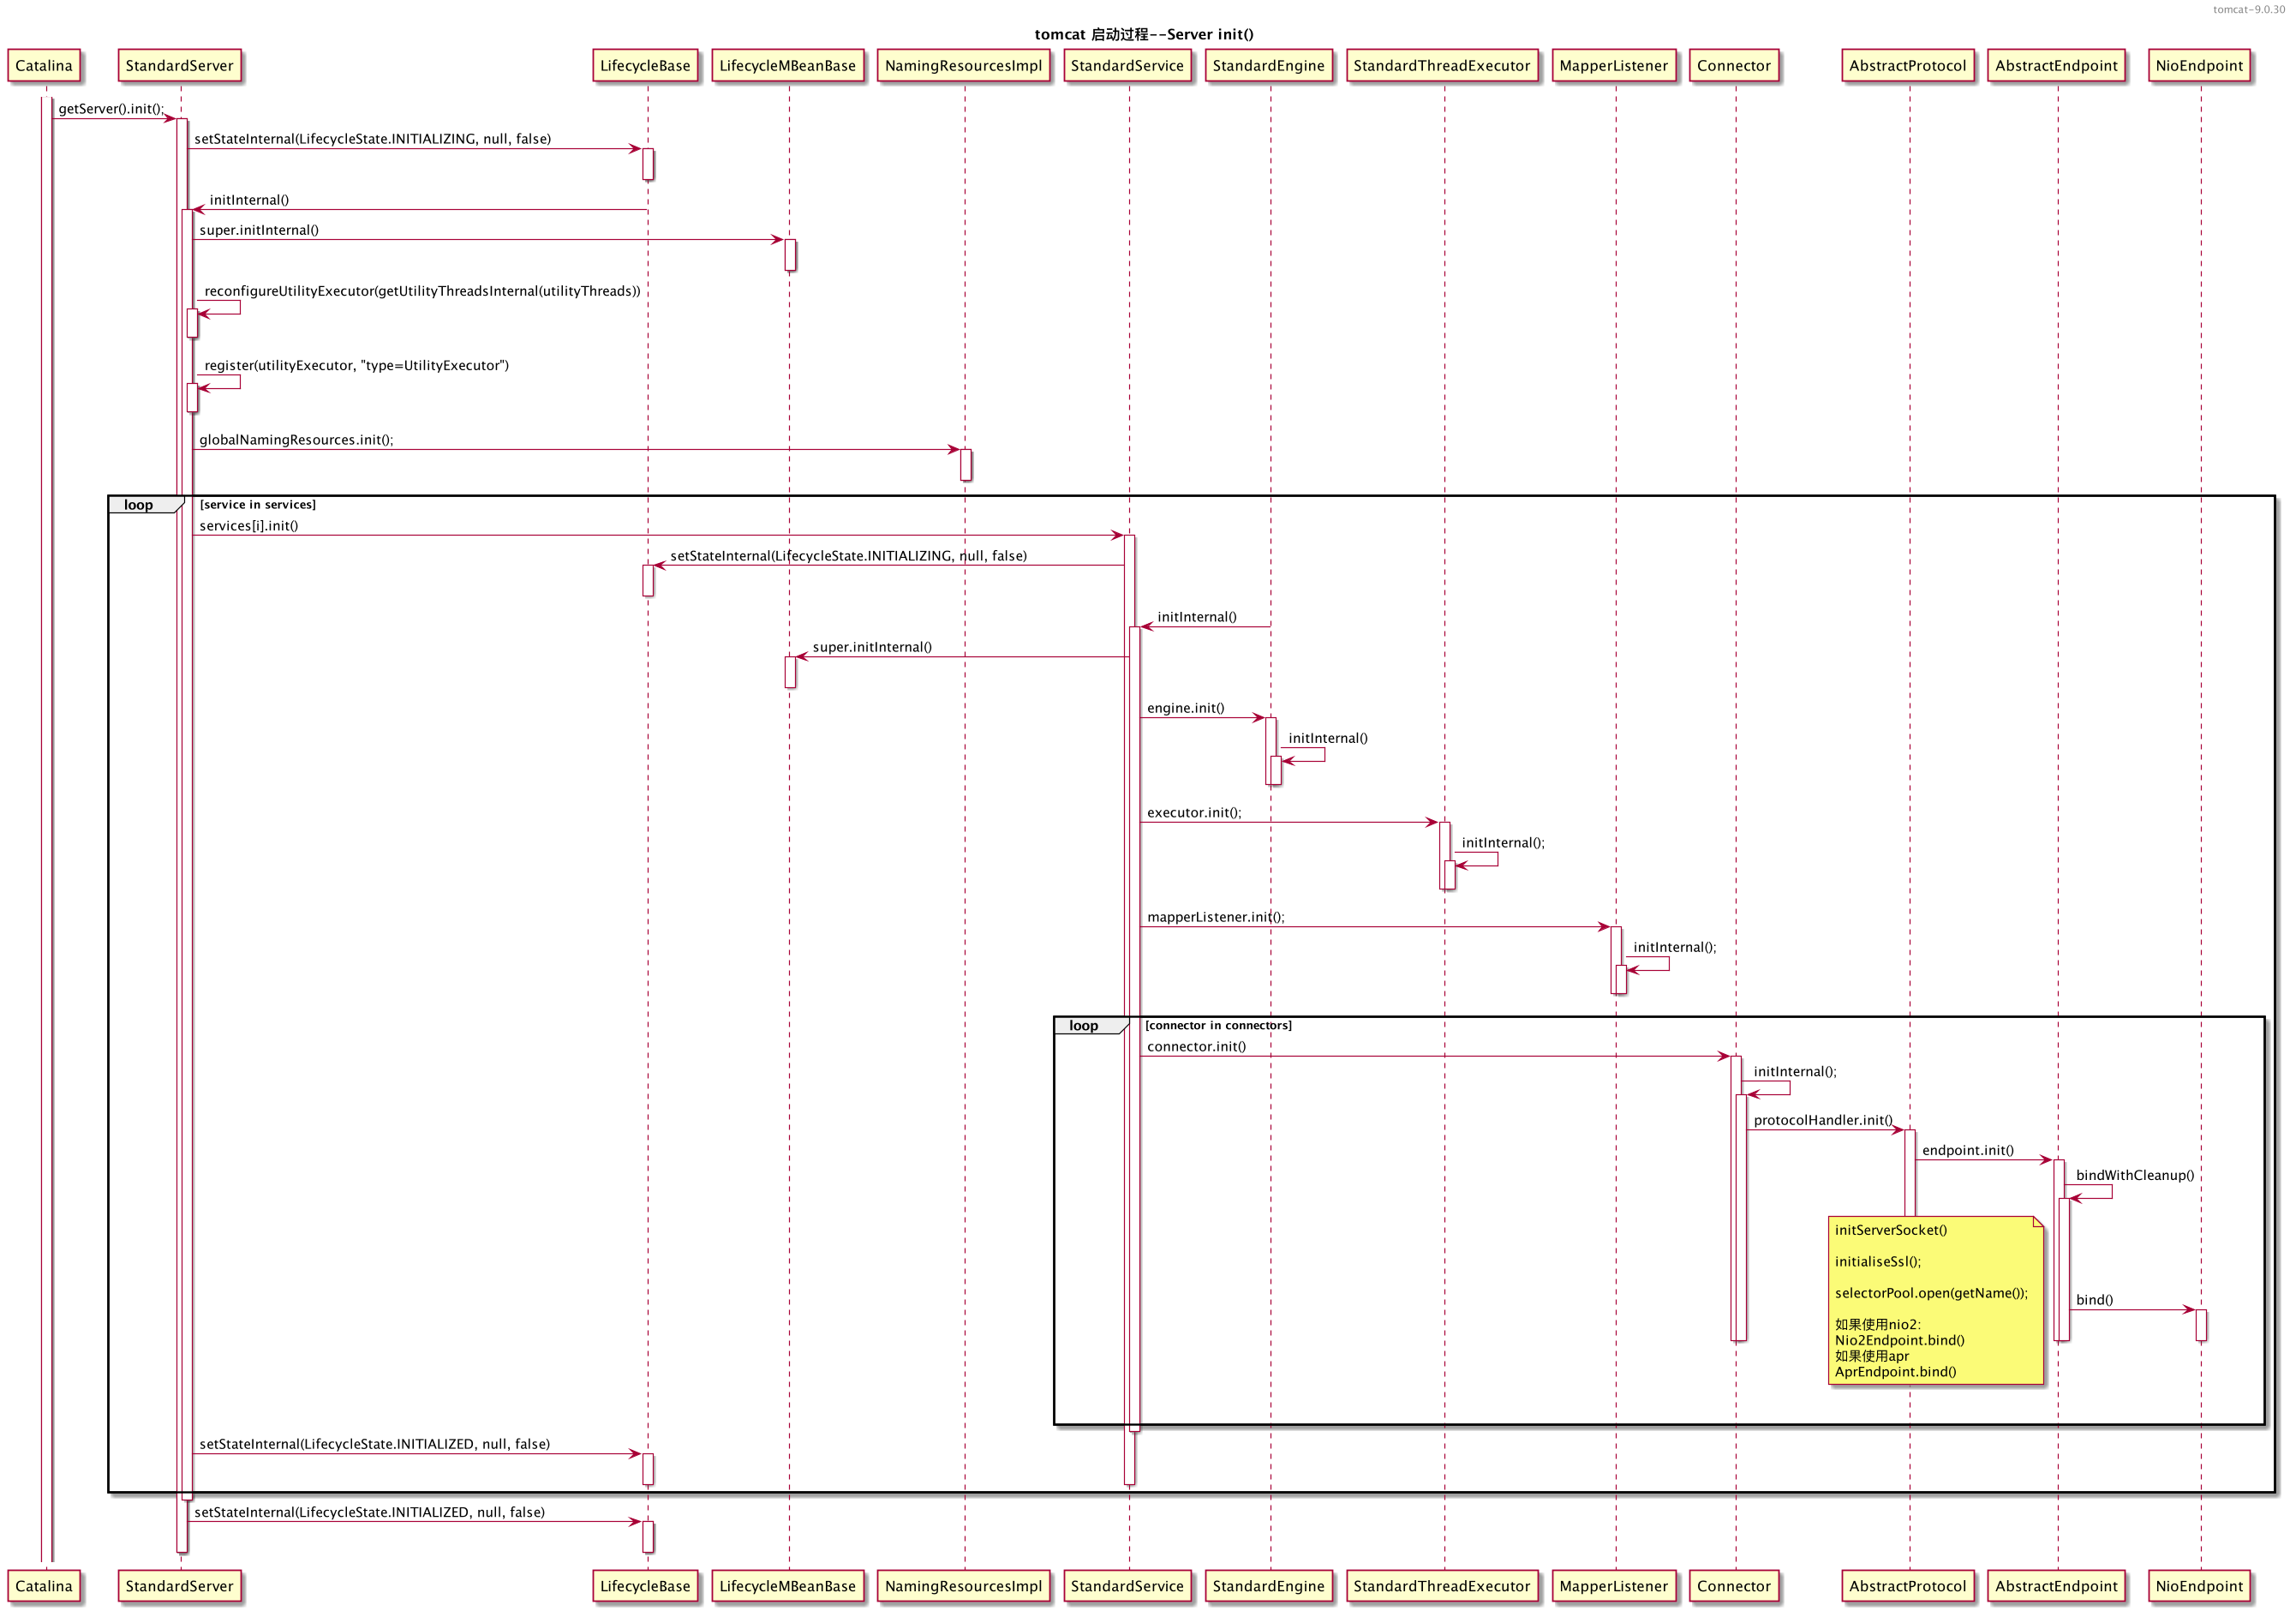 tomcat-9.0.30
tomcat 启动过程--Server init()
Catalina StandardServer LifecycleBase LifecycleMBeanBase NamingResourcesImpl StandardService StandardEngine StandardThreadExecutor MapperListener Connector AbstractProtocol AbstractEndpoint NioEndpoint
getServer().init();
setStateInternal(LifecycleState.INITIALIZING, null, false)
initInternal()
super.initInternal()
reconfigureUtilityExecutor(getUtilityThreadsInternal(utilityThreads))
register(utilityExecutor, "type=UtilityExecutor")
globalNamingResources.init();
loop [service in services]
services[i].init()
setStateInternal(LifecycleState.INITIALIZING, null, false)
initInternal()
super.initInternal()
engine.init()
initInternal()
executor.init();
initInternal();
mapperListener.init();
initInternal();
loop [connector in connectors]
connector.init()
initInternal();
protocolHandler.init()
endpoint.init()
bindWithCleanup()
initServerSocket()
initialiseSsl();
selectorPool.open(getName());
bind()
如果使用nio2:
Nio2Endpoint.bind()
如果使用apr
AprEndpoint.bind()
setStateInternal(LifecycleState.INITIALIZED, null, false)
setStateInternal(LifecycleState.INITIALIZED, null, false)
Catalina StandardServer LifecycleBase LifecycleMBeanBase NamingResourcesImpl StandardService StandardEngine StandardThreadExecutor MapperListener Connector AbstractProtocol AbstractEndpoint NioEndpoint